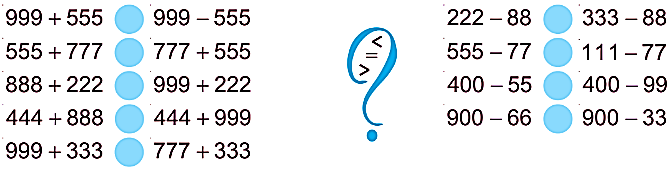 999 + 555 999 – 555
555 + 777 777 + 555
888 + 222 999 + 222
444 + 888 444 + 999
999 + 333 777 + 333
<
=
>
?
222 – 88 333 – 88
555 – 77 111 – 77
400 – 55 400 – 99
900 – 66 900 – 33